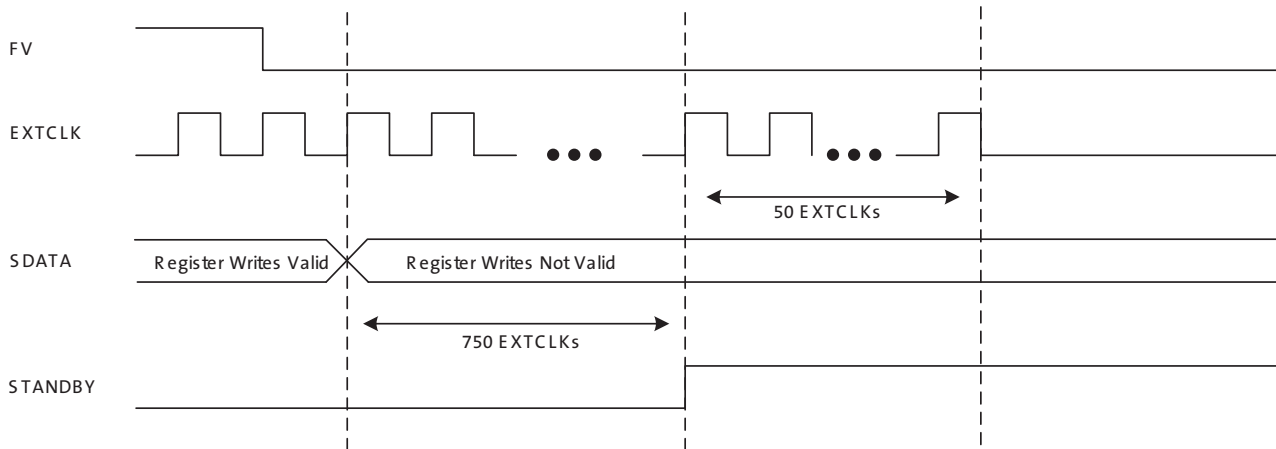 FV
EXTCLK
50 EXTCLKs
SDATA
Register Writes Valid
Register Writes Not Valid
750 EXTCLKs
STANDBY